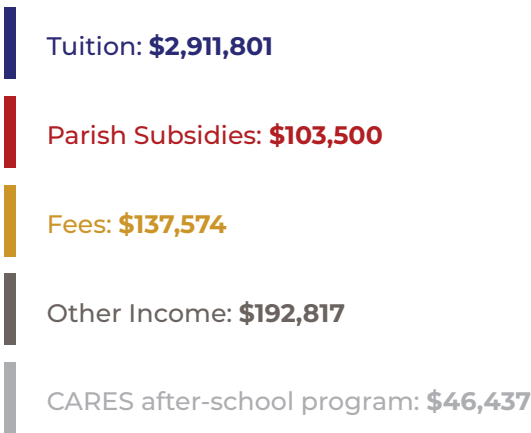 Tuition: $2,911,801
Parish Subsidies: $103,500
Fees: $137,574
Other Income: $192,817
CARES after-school program: $46,437